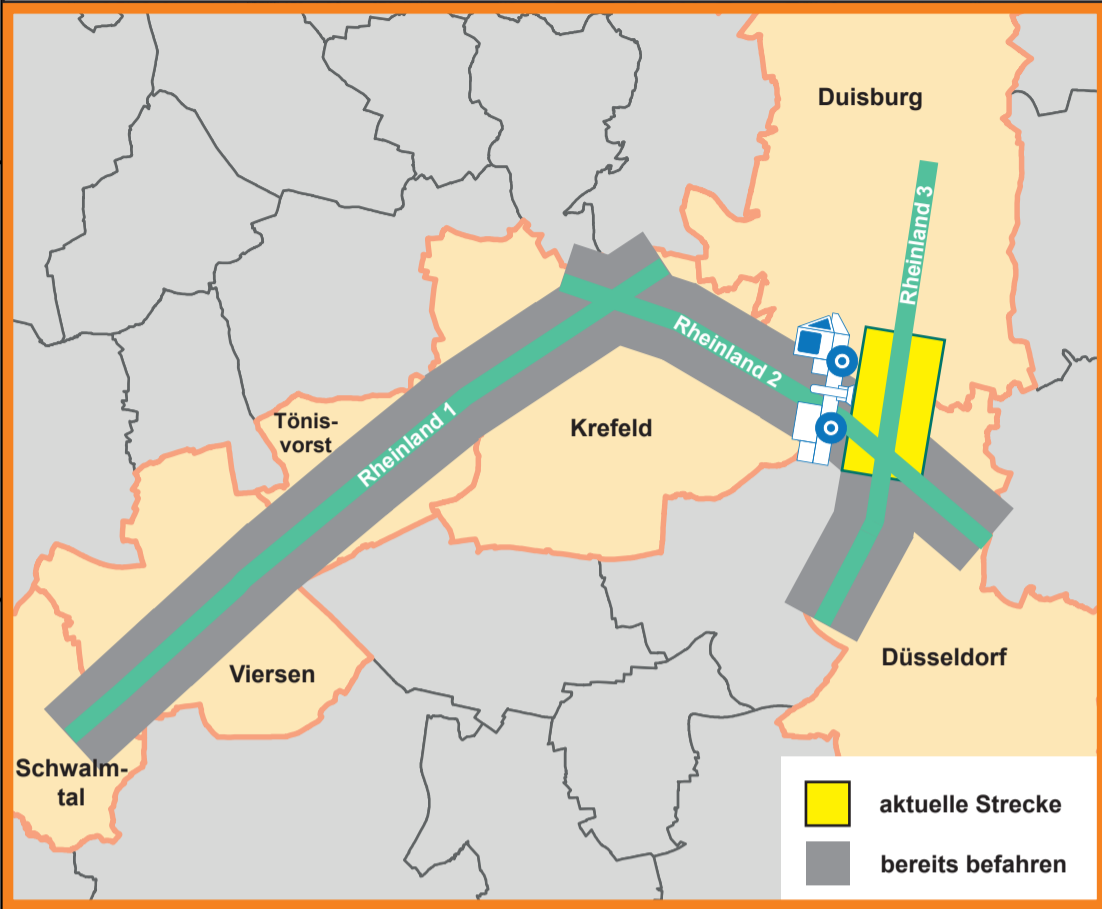 Duisburg
Rheinland 3
Rheinland 2
Tönis-
vorst
Rheinland 1
Krefeld
Viersen
Düsseldorf
Schwalm-
tal
aktuelle Strecke
bereits befahren